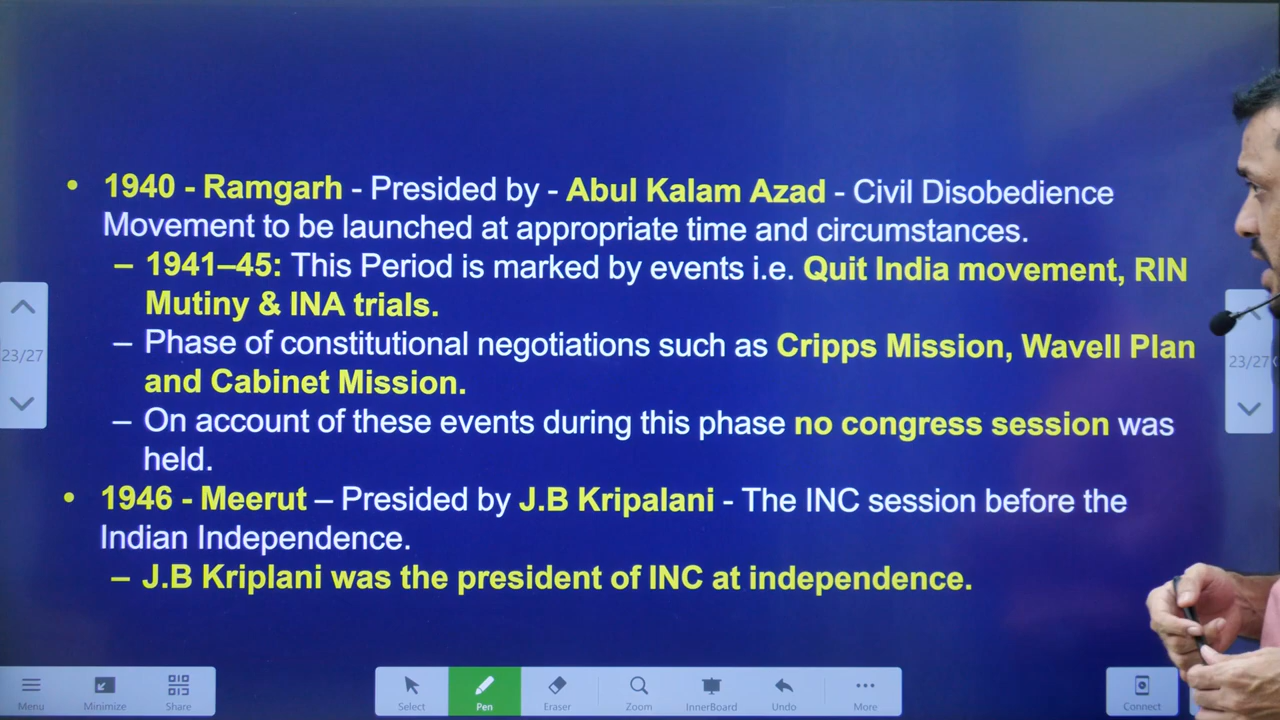 • 1940 - Ramgarh - Presided by - Abul Kalam Azad - Civil Disobedience
Movement to be launched at appropriate time and circumstances.
– 1941–45: This Period is marked by events i.e. Quit India movement, RIN
Mutiny & INA trials.
– Phase of constitutional negotiations such as Cripps Mission, Wavell Plan
and Cabinet Mission.
– On account of these events during this phase no congress session was
held.
• 1946 - Meerut – Presided by J.B Kripalani - The INC session before the
Indian Independence.
– J.B Kriplani was the president of INC at independence.
23/27
23/27
Menu Minimize Share Select Pen Eraser Zoom InnerBoard Undo More Connect